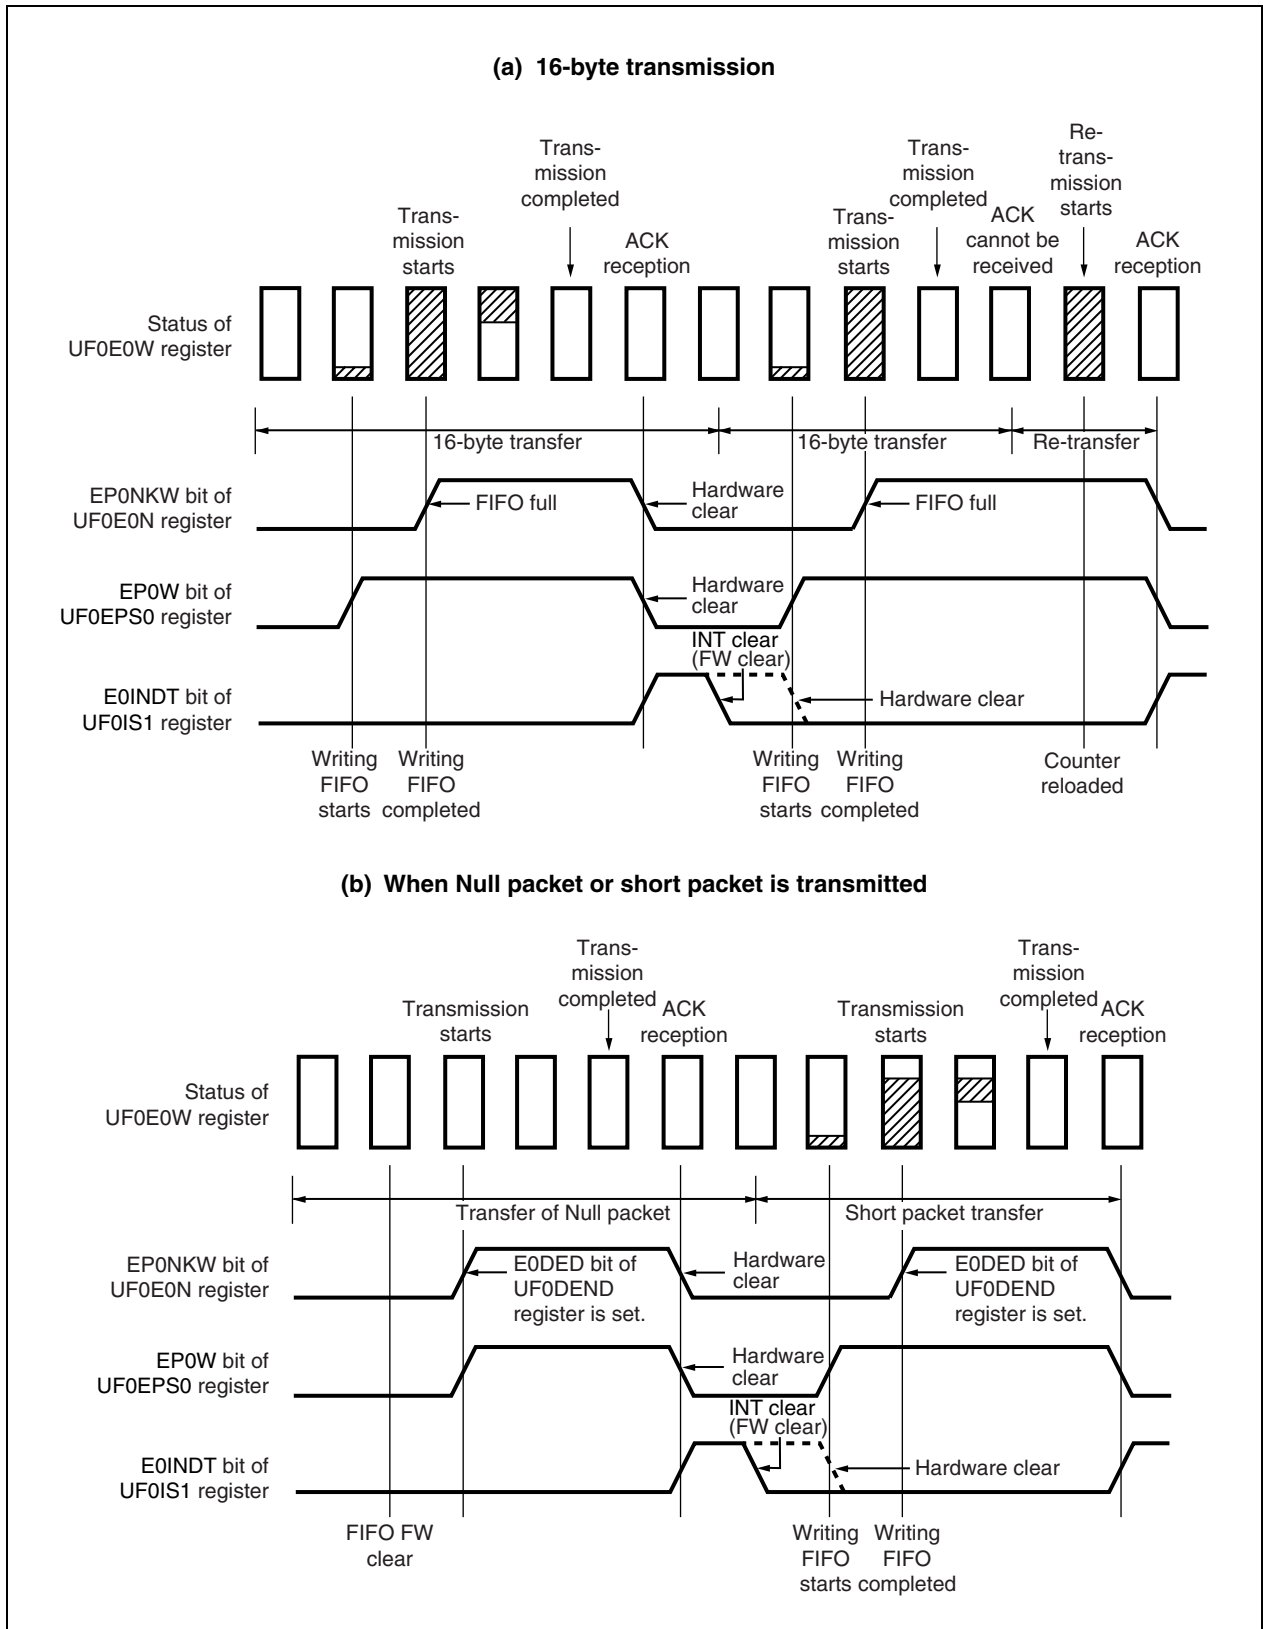 (a) 16-byte transmission
Re-
trans-
mission
starts
Trans-
mission
completed
Trans-
mission
completed
Trans-
mission
starts
ACK
reception
Trans-
mission
starts
ACK
cannot be
received
ACK
reception
Status of
UF0E0W register
16-byte transfer
16-byte transfer
Re-transfer
EP0NKW bit of
UF0E0N register
FIFO full
Hardware
clear
FIFO full
EP0W bit of
UF0EPS0 register
Hardware
clear
INT clear
(FW clear)
E0INDT bit of
UF0IS1 register
Hardware clear
Writing
FIFO
starts
Writing
FIFO
completed
Writing
FIFO
starts
Writing
FIFO
completed
Counter
reloaded
(b) When Null packet or short packet is transmitted
Trans-
mission
completed
Trans-
mission
completed
Transmission
starts
ACK
reception
Transmission
starts
ACK
reception
Status of
UF0E0W register
Transfer of Null packet
Short packet transfer
EP0NKW bit of
UF0E0N register
E0DED bit of
UF0DEND
register is set.
Hardware
clear
E0DED bit of
UF0DEND
register is set.
EP0W bit of
UF0EPS0 register
Hardware
clear
INT clear
(FW clear)
E0INDT bit of
UF0IS1 register
Hardware clear
FIFO FW
clear
Writing
FIFO
starts
Writing
FIFO
completed